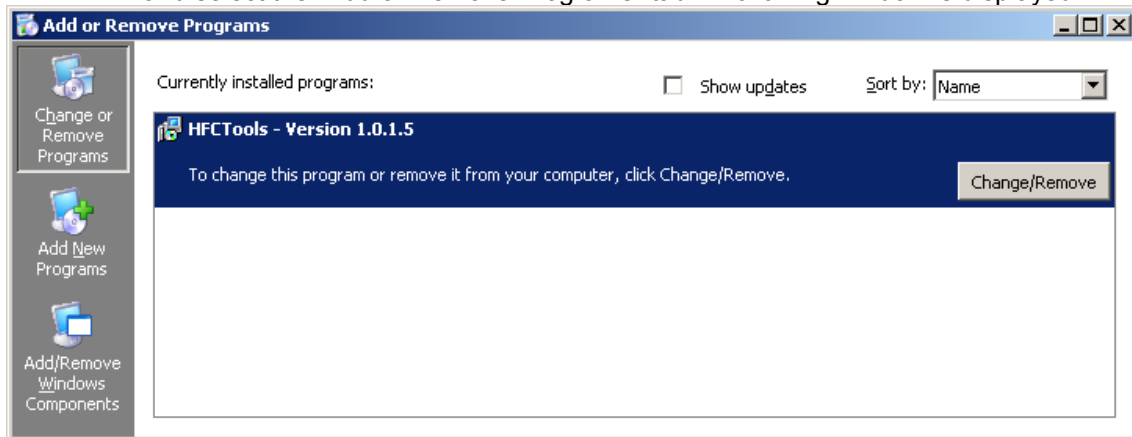 Add or Remove Programs
Change or
Remove
Programs
Add New
Programs
Add/Remove
Windows
Components
Currently installed programs:
Show updates
Sort by: Name
HFCTools - Version 1.0.1.5
To change this program or remove it from your computer, click Change/Remove.
Change/Remove